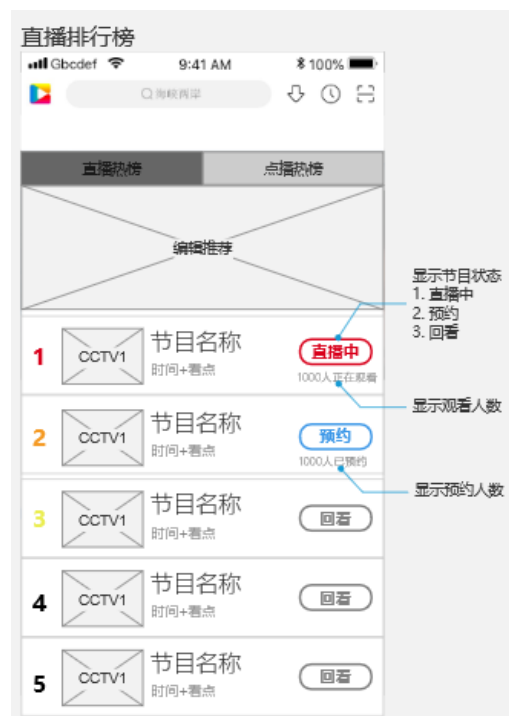 直播排行榜
Gbcdef 9:41 AM 100%
海峡两岸
直播热榜 点播热榜
编辑推荐
显示节目状态
1. 直播中
2. 预约
3. 回看
1 CCTV1 节目名称 直播中
时间+看点 1000人正在观看
显示观看人数
2 CCTV1 节目名称 预约
时间+看点 1000人已预约
显示预约人数
3 CCTV1 节目名称 回看
时间+看点
4 CCTV1 节目名称 回看
时间+看点
5 CCTV1 节目名称 回看
时间+看点